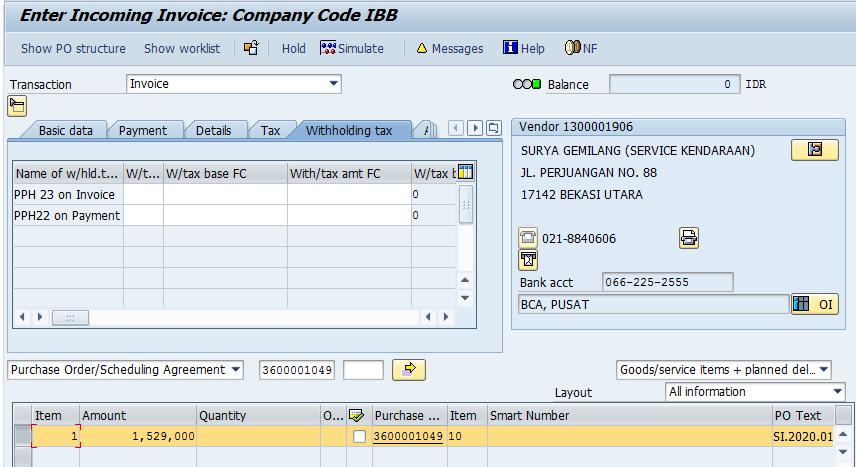 Enter Incoming Invoice: Company Code IBB
Show PO structure Show worklist Hold Simulate Messages Help NF
Transaction Invoice Balance 0 IDR
Basic data Payment Details Tax Withholding tax
Name of w/hld.t... W/t... W/tax base FC With/tax amt FC W/tax b
PPH 23 on Invoice 0
PPH22 on Payment 0
Vendor 1300001906
SURYA GEMILANG (SERVICE KENDARAAN)
JL. PERJUANGAN NO. 88
17142 BEKASI UTARA
021-8840606
Bank acct 066-225-2555
BCA, PUSAT OI
Purchase Order/Scheduling Agreement 3600001049 Goods/service items + planned del...
Layout All information
Item Amount Quantity O... Purchase ... Item Smart Number PO Text
1 1,529,000 3600001049 10 SI.2020.01